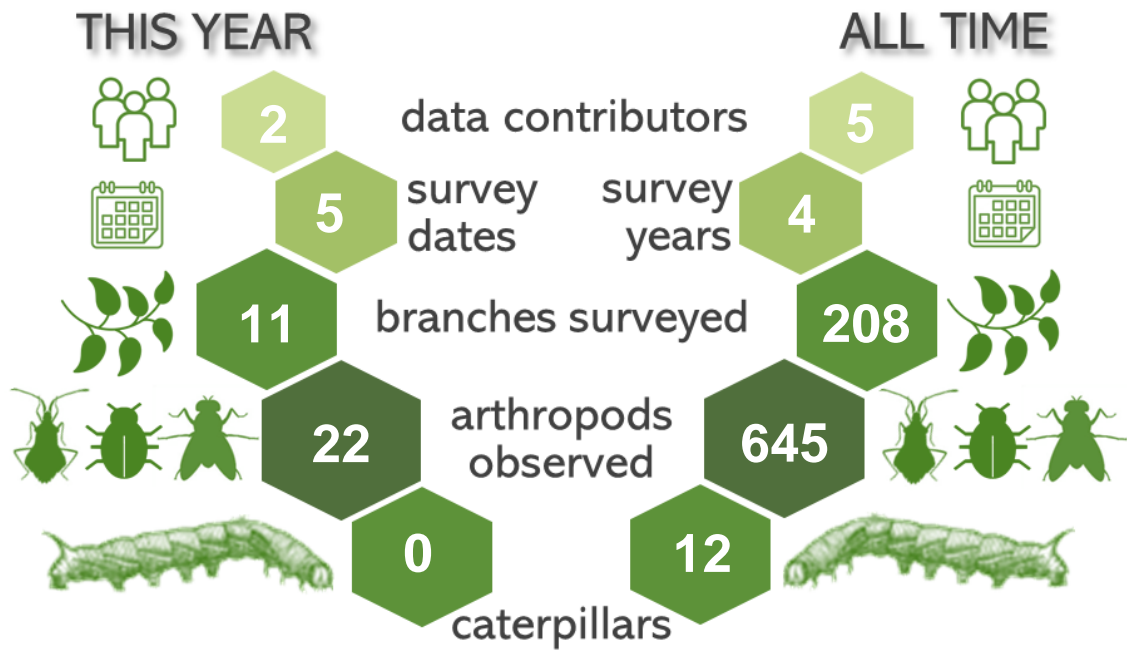 THIS YEAR
ALL TIME
2
data contributors
5
5
survey
dates
survey
years
4
11
branches surveyed
208
22
arthropods
observed
645
0
12
caterpillars